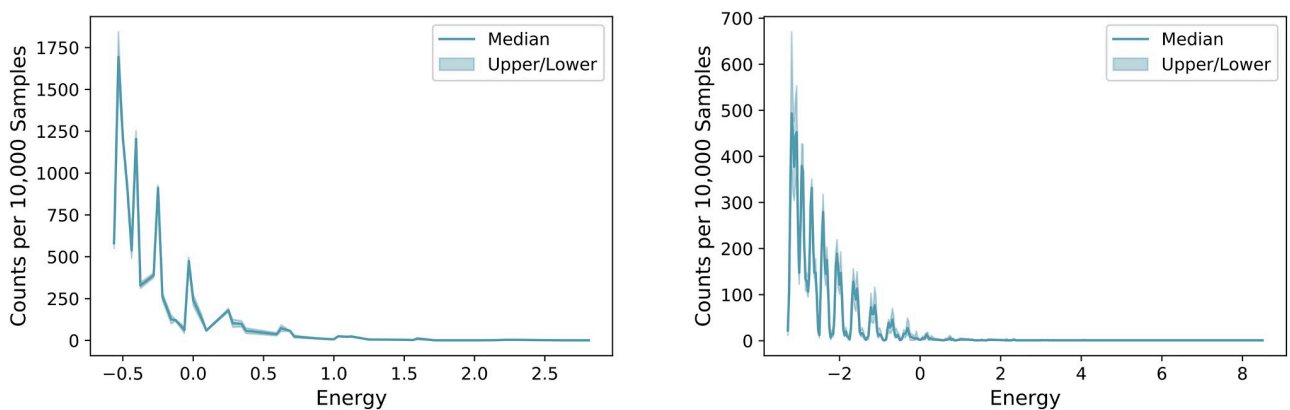 Counts per 10,000 Samples
1750
1500
1250
1000
750
500
250
0
−0.5 0.0 0.5 1.0 1.5 2.0 2.5
Energy
Median
Upper/Lower
Counts per 10,000 Samples
700
600
500
400
300
200
100
0
−2 0 2 4 6 8
Energy
Median
Upper/Lower